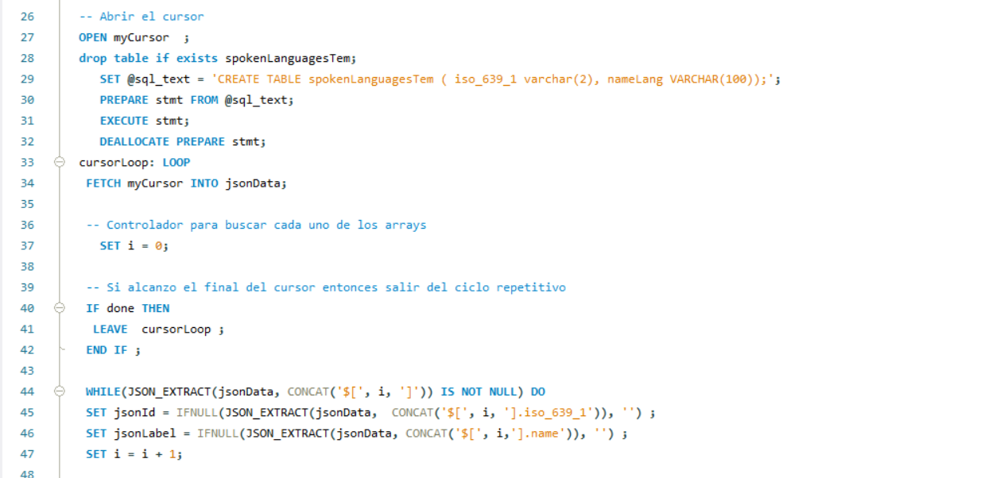 26 -- Abrir el cursor
27 OPEN myCursor  ;
28 drop table if exists spokenLanguagesTem;
29 SET @sql_text = 'CREATE TABLE spokenLanguagesTem ( iso_639_1 varchar(2), nameLang VARCHAR(100));';
30 PREPARE stmt FROM @sql_text;
31 EXECUTE stmt;
32 DEALLOCATE PREPARE stmt;
33 cursorLoop: LOOP
34 FETCH myCursor INTO jsonData;
35
36 -- Controlador para buscar cada uno de los arrays
37 SET i = 0;
38
39 -- Si alcanzo el final del cursor entonces salir del ciclo repetitivo
40 IF done THEN
41 LEAVE  cursorLoop ;
42 END IF ;
43
44 WHILE(JSON_EXTRACT(jsonData, CONCAT('$[', i, ']')) IS NOT NULL) DO
45 SET jsonId = IFNULL(JSON_EXTRACT(jsonData,  CONCAT('$[', i, '].iso_639_1')), '') ;
46 SET jsonLabel = IFNULL(JSON_EXTRACT(jsonData, CONCAT('$[', i,'].name')), '') ;
47 SET i = i + 1;
48